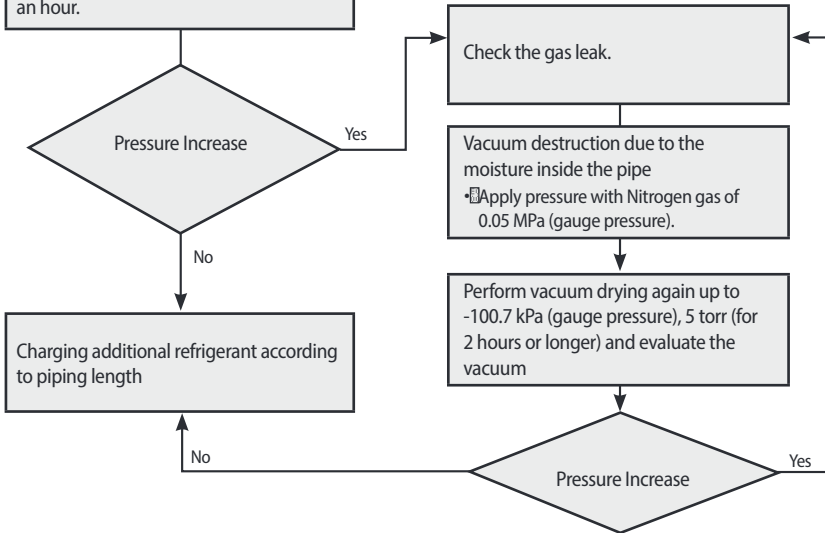 an hour.
Pressure Increase
Yes
No
Charging additional refrigerant according
to piping length
Check the gas leak.
Vacuum destruction due to the
moisture inside the pipe
• Apply pressure with Nitrogen gas of
0.05 MPa (gauge pressure).
Perform vacuum drying again up to
-100.7 kPa (gauge pressure), 5 torr (for
2 hours or longer) and evaluate the
vacuum
Pressure Increase
No
Yes